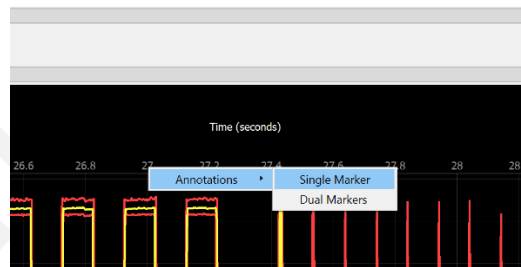 Time (seconds)
26.6 26.8 27 27.2 27.4 27.6 27.8 28 28
Annotations Single Marker
Dual Markers